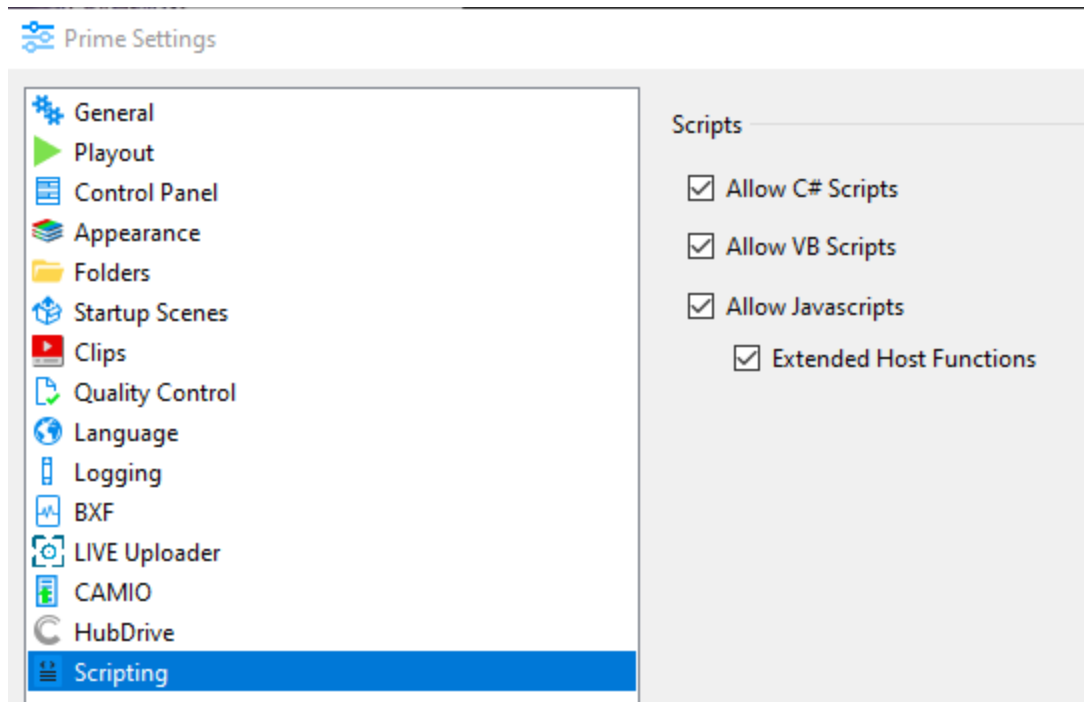 Prime Settings
General
Playout
Control Panel
Appearance
Folders
Startup Scenes
Clips
Quality Control
Language
Logging
BXF
LIVE Uploader
CAMIO
HubDrive
Scripting
Scripts
Allow C# Scripts
Allow VB Scripts
Allow Javascripts
Extended Host Functions